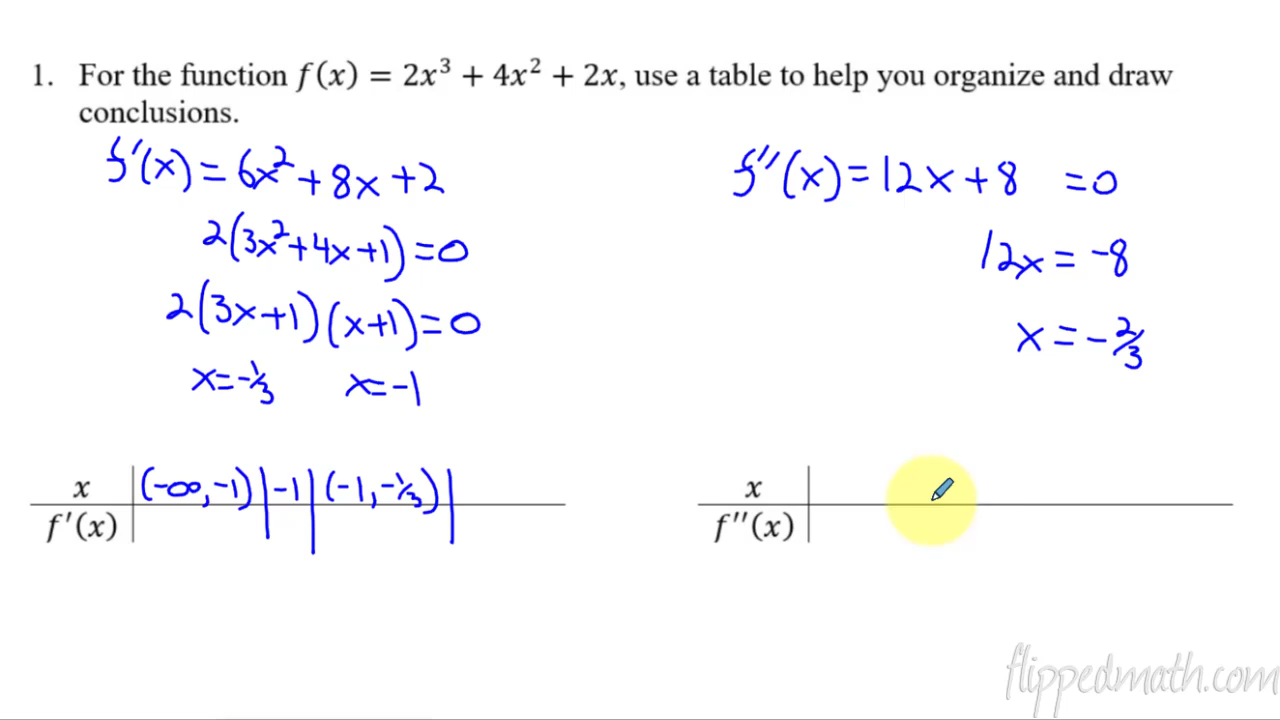 1. For the function f(x) = 2x³ + 4x² + 2x, use a table to help you organize and draw
conclusions.
f'(x) = 6x² + 8x + 2
2(3x² + 4x + 1) = 0
2(3x + 1)(x + 1) = 0
x = -1/3 x = -1
f''(x) = 12x + 8 = 0
12x = -8
x = -2/3
x | (-∞, -1) | -1 | (-1, -1/3) |
f'(x)
x
f''(x)
flippedmath.com